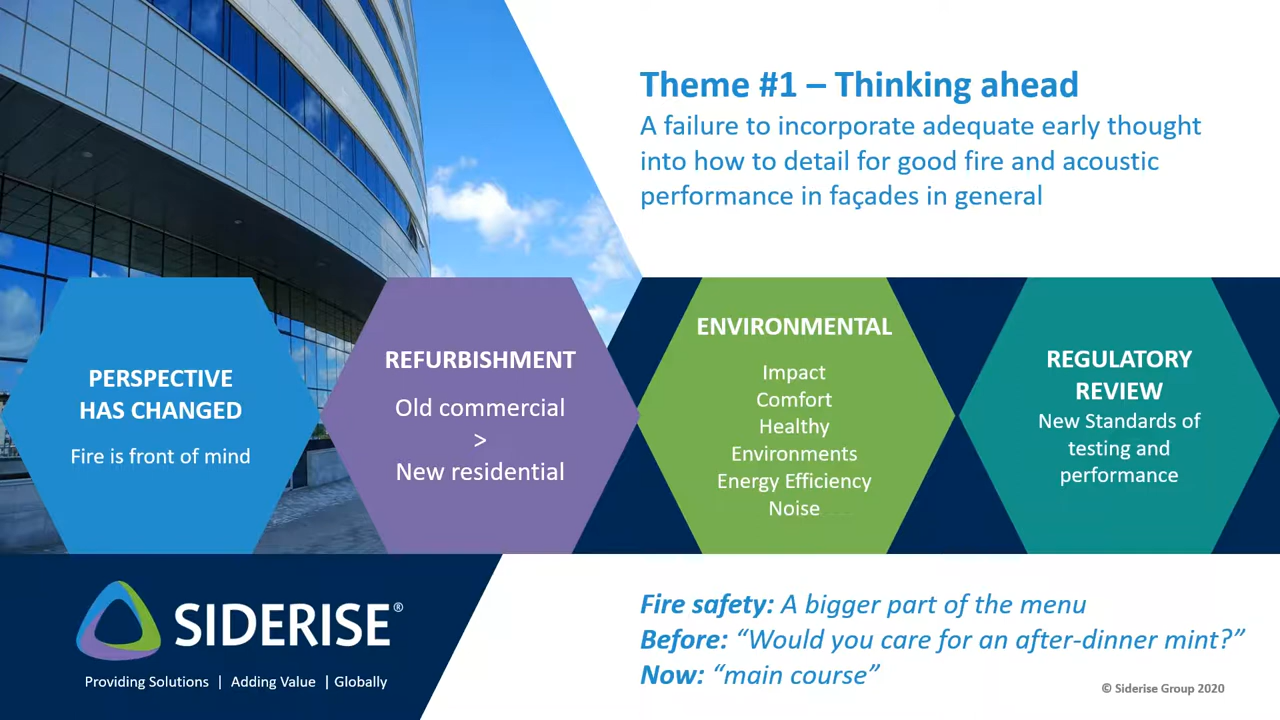 Theme #1 – Thinking ahead
A failure to incorporate adequate early thought
into how to detail for good fire and acoustic
performance in façades in general
PERSPECTIVE
HAS CHANGED
Fire is front of mind
REFURBISHMENT
Old commercial
>
New residential
ENVIRONMENTAL
Impact
Comfort
Healthy
Environments
Energy Efficiency
Noise
REGULATORY
REVIEW
New Standards of
testing and
performance
SIDERISE®
Providing Solutions | Adding Value | Globally
Fire safety: A bigger part of the menu
Before: “Would you care for an after-dinner mint?”
Now: “main course”
© Siderise Group 2020